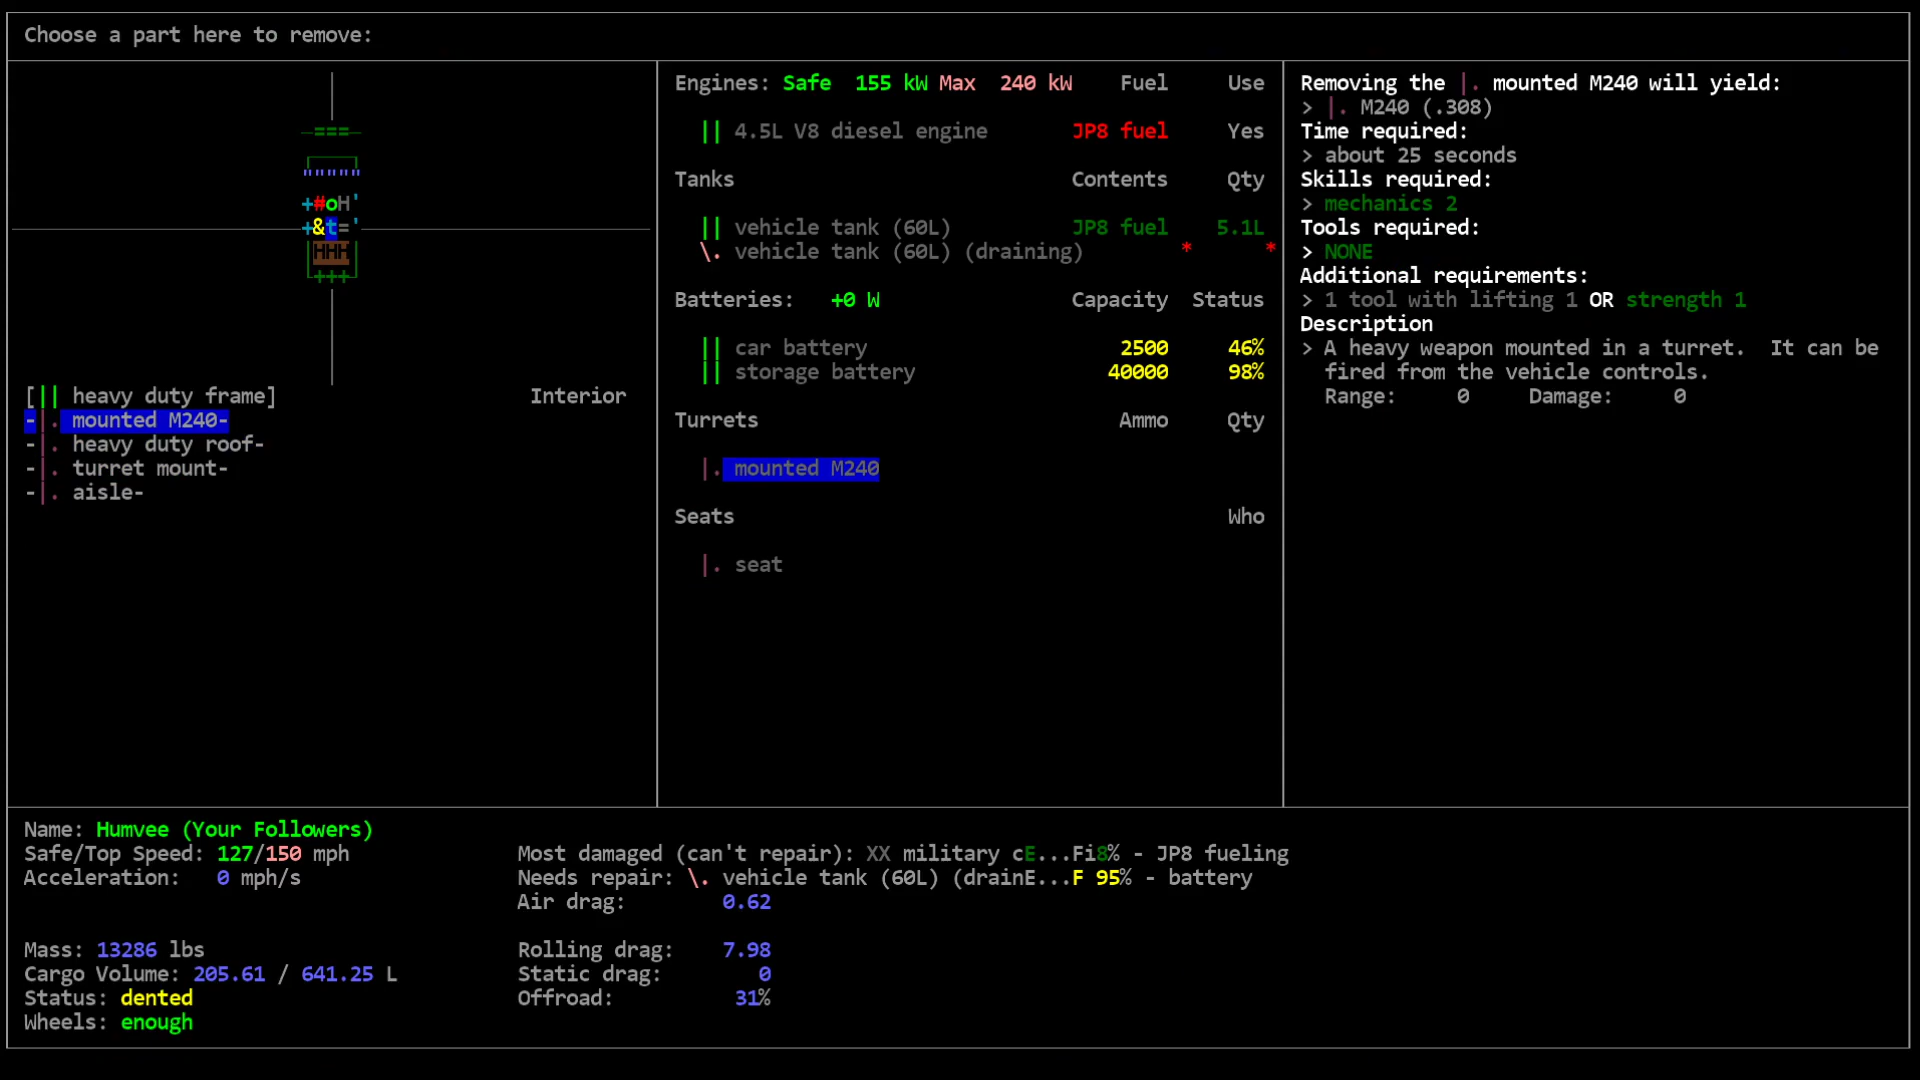 Choose a part here to remove:
-===-
"""""
+#oH'
+&t='
HHH
+++
[|| heavy duty frame] Interior
-|. mounted M240-
-|. heavy duty roof-
-|. turret mount-
-|. aisle-
Engines: Safe 155 kW Max 240 kW Fuel Use
|| 4.5L V8 diesel engine JP8 fuel Yes
Tanks Contents Qty
|| vehicle tank (60L) JP8 fuel 5.1L
\. vehicle tank (60L) (draining) * *
Batteries: +0 W Capacity Status
|| car battery 2500 46%
|| storage battery 40000 98%
Turrets Ammo Qty
|. mounted M240
Seats Who
|. seat
Removing the |. mounted M240 will yield:
> |. M240 (.308)
Time required:
> about 25 seconds
Skills required:
> mechanics 2
Tools required:
> NONE
Additional requirements:
> 1 tool with lifting 1 OR strength 1
Description
> A heavy weapon mounted in a turret. It can be
fired from the vehicle controls.
Range: 0 Damage: 0
Name: Humvee (Your Followers)
Safe/Top Speed: 127/150 mph
Acceleration: 0 mph/s
Mass: 13286 lbs
Cargo Volume: 205.61 / 641.25 L
Status: dented
Wheels: enough
Most damaged (can't repair): XX military cE...Fi8% - JP8 fueling
Needs repair: \. vehicle tank (60L) (drainE...F 95% - battery
Air drag: 0.62
Rolling drag: 7.98
Static drag: 0
Offroad: 31%